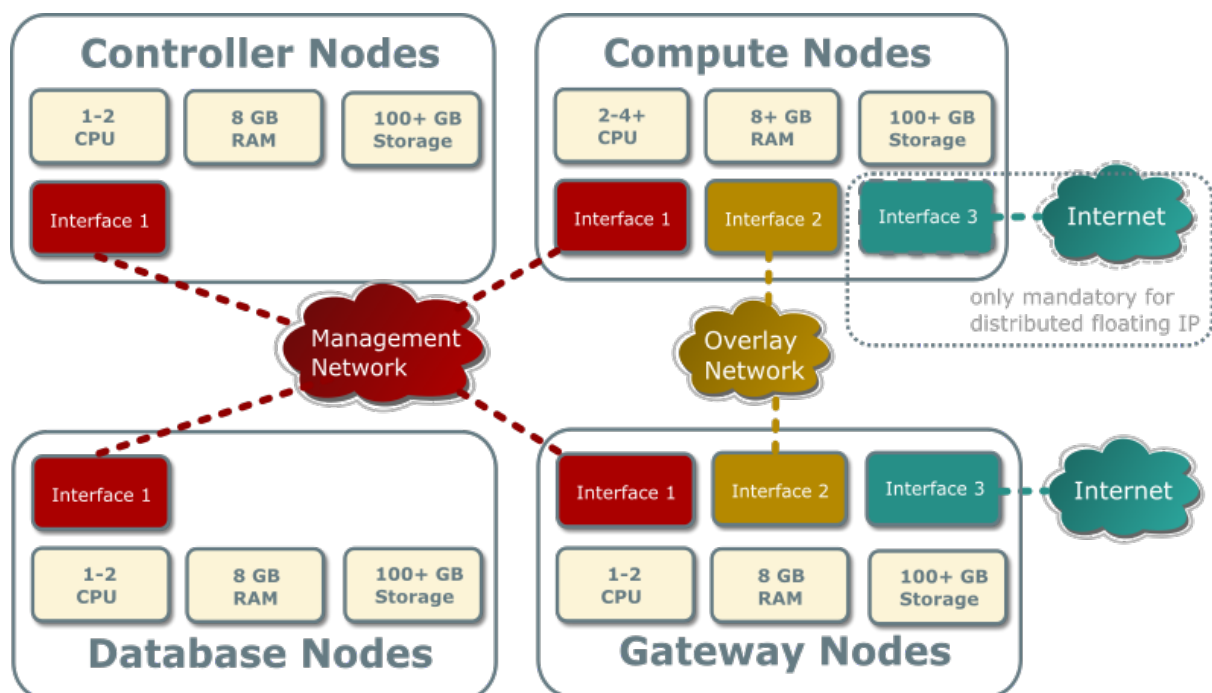 Controller Nodes
1-2
CPU
8 GB
RAM
100+ GB
Storage
Interface 1
Compute Nodes
2-4+
CPU
8+ GB
RAM
100+ GB
Storage
Interface 1
Interface 2
Interface 3
Internet
only mandatory for
distributed floating IP
Management
Network
Overlay
Network
Interface 1
1-2
CPU
8 GB
RAM
100+ GB
Storage
Database Nodes
Interface 1
Interface 2
Interface 3
Internet
1-2
CPU
8 GB
RAM
100+ GB
Storage
Gateway Nodes